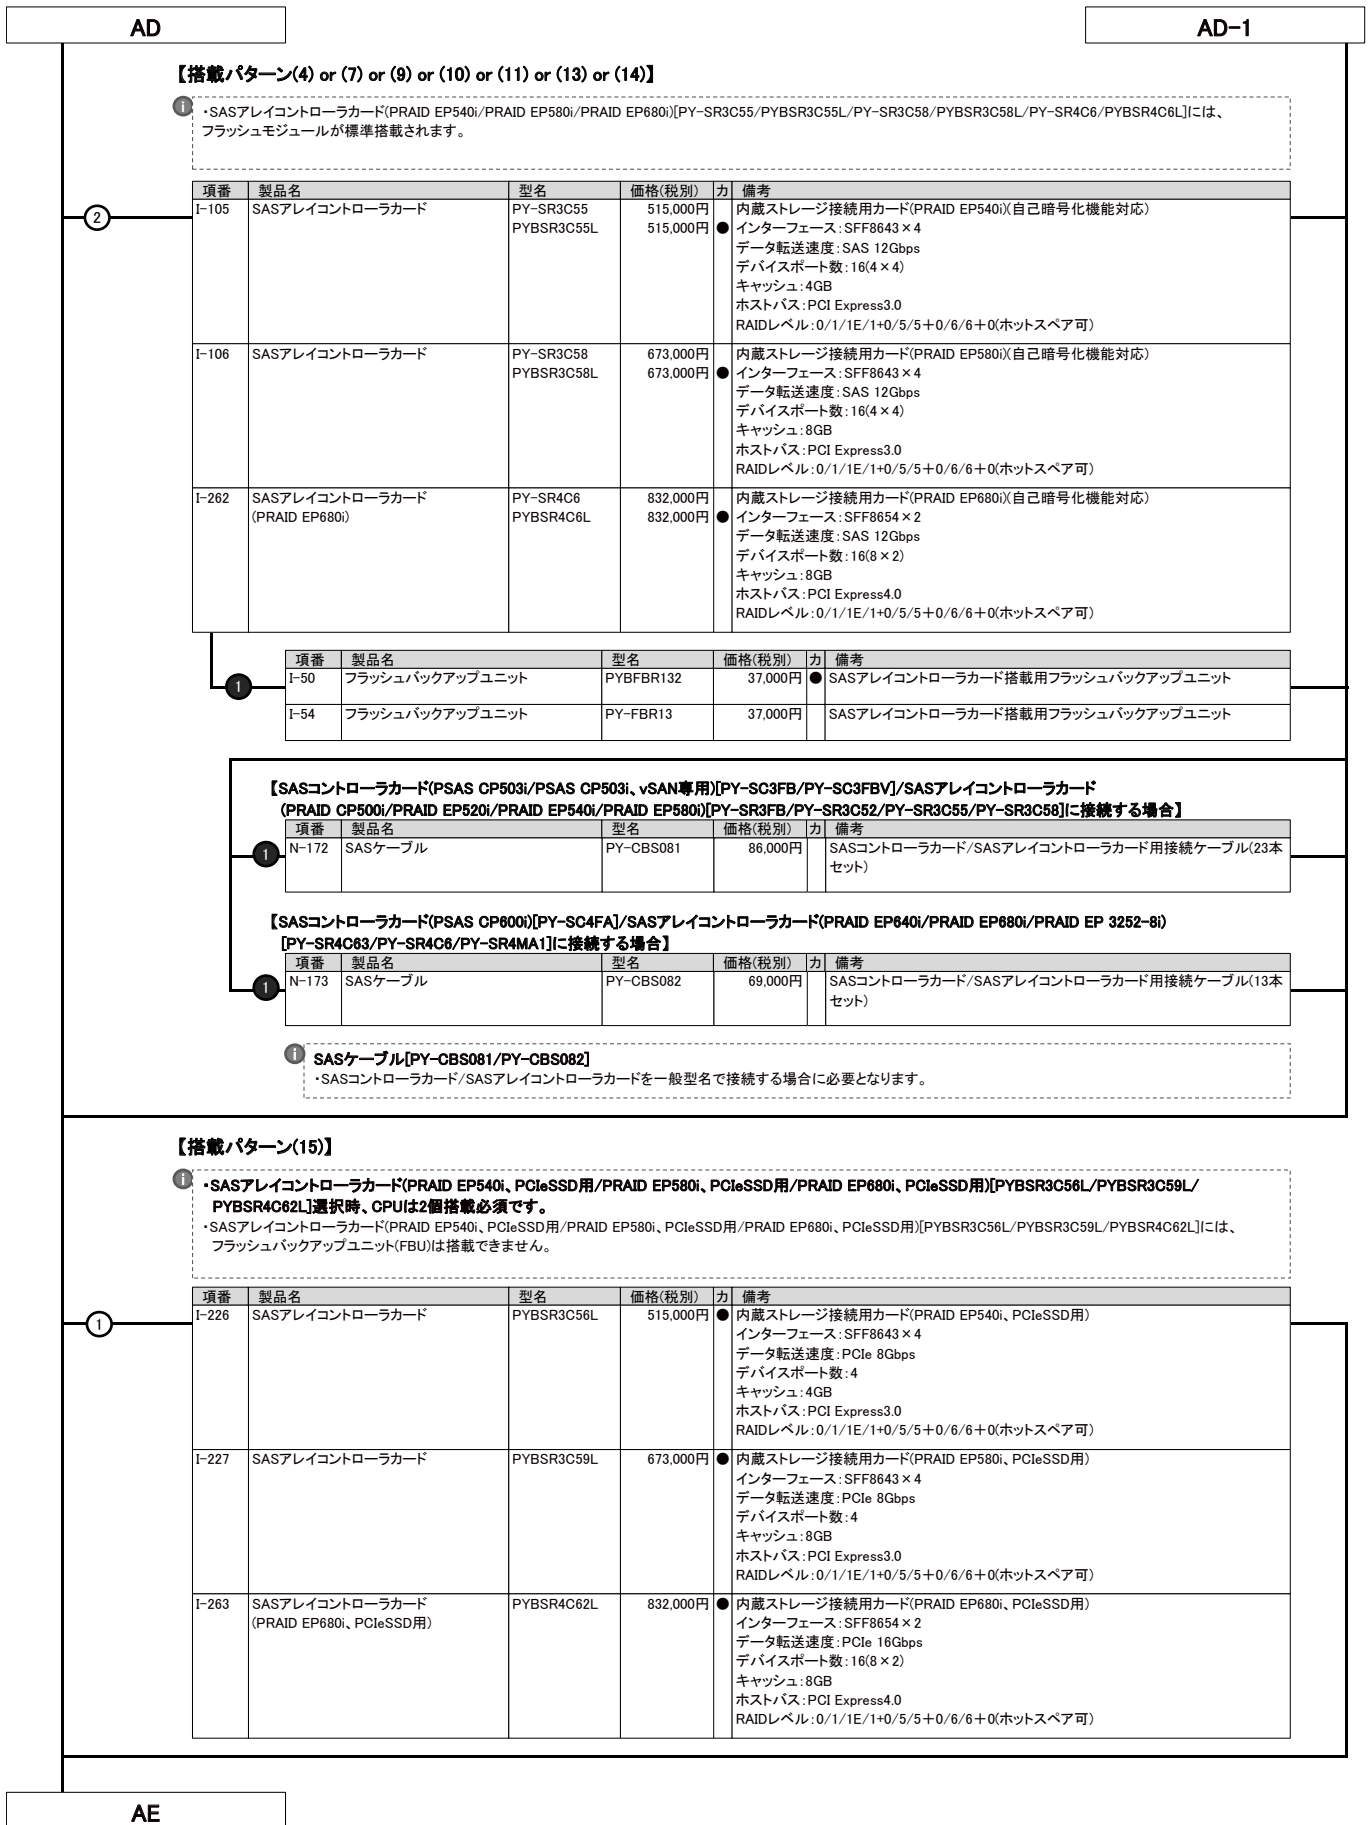 AD
AD-1
【搭載パターン(4) or (7) or (9) or (10) or (11) or (13) or (14)】
・SASアレイコントローラカード(PRAID EP540i/PRAID EP580i/PRAID EP680i)[PY-SR3C55/PYBSR3C55L/PY-SR3C58/PYBSR3C58L/PY-SR4C6/PYBSR4C6L]には、
フラッシュモジュールが標準搭載されます。
項番 製品名 型名 価格(税別) カ 備考
2
I-105 SASアレイコントローラカード PY-SR3C55 515,000円 内蔵ストレージ接続用カード(PRAID EP540i)(自己暗号化機能対応)
PYBSR3C55L 515,000円 ● インターフェース：SFF8643×4
データ転送速度：SAS 12Gbps
デバイスポート数：16(4×4)
キャッシュ：4GB
ホストバス：PCI Express3.0
RAIDレベル：0/1/1E/1+0/5/5＋0/6/6＋0(ホットスペア可)
I-106 SASアレイコントローラカード PY-SR3C58 673,000円 内蔵ストレージ接続用カード(PRAID EP580i)(自己暗号化機能対応)
PYBSR3C58L 673,000円 ● インターフェース：SFF8643×4
データ転送速度：SAS 12Gbps
デバイスポート数：16(4×4)
キャッシュ：8GB
ホストバス：PCI Express3.0
RAIDレベル：0/1/1E/1+0/5/5＋0/6/6＋0(ホットスペア可)
I-262 SASアレイコントローラカード PY-SR4C6 832,000円 内蔵ストレージ接続用カード(PRAID EP680i)(自己暗号化機能対応)
(PRAID EP680i) PYBSR4C6L 832,000円 ● インターフェース：SFF8654×2
データ転送速度：SAS 12Gbps
デバイスポート数：16(8×2)
キャッシュ：8GB
ホストバス：PCI Express4.0
RAIDレベル：0/1/1E/1+0/5/5＋0/6/6＋0(ホットスペア可)
項番 製品名 型名 価格(税別) カ 備考
1
I-50 フラッシュバックアップユニット PYBFBR132 37,000円 ● SASアレイコントローラカード搭載用フラッシュバックアップユニット
I-54 フラッシュバックアップユニット PY-FBR13 37,000円 SASアレイコントローラカード搭載用フラッシュバックアップユニット
【SASコントローラカード(PSAS CP503i/PSAS CP503i、vSAN専用)[PY-SC3FB/PY-SC3FBV]/SASアレイコントローラカード
(PRAID CP500i/PRAID EP520i/PRAID EP540i/PRAID EP580i)[PY-SR3FB/PY-SR3C52/PY-SR3C55/PY-SR3C58]に接続する場合】
項番 製品名 型名 価格(税別) カ 備考
1
N-172 SASケーブル PY-CBS081 86,000円 SASコントローラカード/SASアレイコントローラカード用接続ケーブル(23本
セット)
【SASコントローラカード(PSAS CP600i)[PY-SC4FA]/SASアレイコントローラカード(PRAID EP640i/PRAID EP680i/PRAID EP 3252-8i)
[PY-SR4C63/PY-SR4C6/PY-SR4MA1]に接続する場合】
項番 製品名 型名 価格(税別) カ 備考
1
N-173 SASケーブル PY-CBS082 69,000円 SASコントローラカード/SASアレイコントローラカード用接続ケーブル(13本
セット)
SASケーブル[PY-CBS081/PY-CBS082]
・SASコントローラカード/SASアレイコントローラカードを一般型名で接続する場合に必要となります。
【搭載パターン(15)】
・SASアレイコントローラカード(PRAID EP540i、PCIeSSD用/PRAID EP580i、PCIeSSD用/PRAID EP680i、PCIeSSD用)[PYBSR3C56L/PYBSR3C59L/
PYBSR4C62L]選択時、CPUは2個搭載必須です。
・SASアレイコントローラカード(PRAID EP540i、PCIeSSD用/PRAID EP580i、PCIeSSD用/PRAID EP680i、PCIeSSD用)[PYBSR3C56L/PYBSR3C59L/PYBSR4C62L]には、
フラッシュバックアップユニット(FBU)は搭載できません。
項番 製品名 型名 価格(税別) カ 備考
1
I-226 SASアレイコントローラカード PYBSR3C56L 515,000円 ● 内蔵ストレージ接続用カード(PRAID EP540i、PCIeSSD用)
インターフェース：SFF8643×4
データ転送速度：PCIe 8Gbps
デバイスポート数：4
キャッシュ：4GB
ホストバス：PCI Express3.0
RAIDレベル：0/1/1E/1+0/5/5＋0/6/6＋0(ホットスペア可)
I-227 SASアレイコントローラカード PYBSR3C59L 673,000円 ● 内蔵ストレージ接続用カード(PRAID EP580i、PCIeSSD用)
インターフェース：SFF8643×4
データ転送速度：PCIe 8Gbps
デバイスポート数：4
キャッシュ：8GB
ホストバス：PCI Express3.0
RAIDレベル：0/1/1E/1+0/5/5＋0/6/6＋0(ホットスペア可)
I-263 SASアレイコントローラカード PYBSR4C62L 832,000円 ● 内蔵ストレージ接続用カード(PRAID EP680i、PCIeSSD用)
(PRAID EP680i、PCIeSSD用) インターフェース：SFF8654×2
データ転送速度：PCIe 16Gbps
デバイスポート数：16(8×2)
キャッシュ：8GB
ホストバス：PCI Express4.0
RAIDレベル：0/1/1E/1+0/5/5＋0/6/6＋0(ホットスペア可)
AE